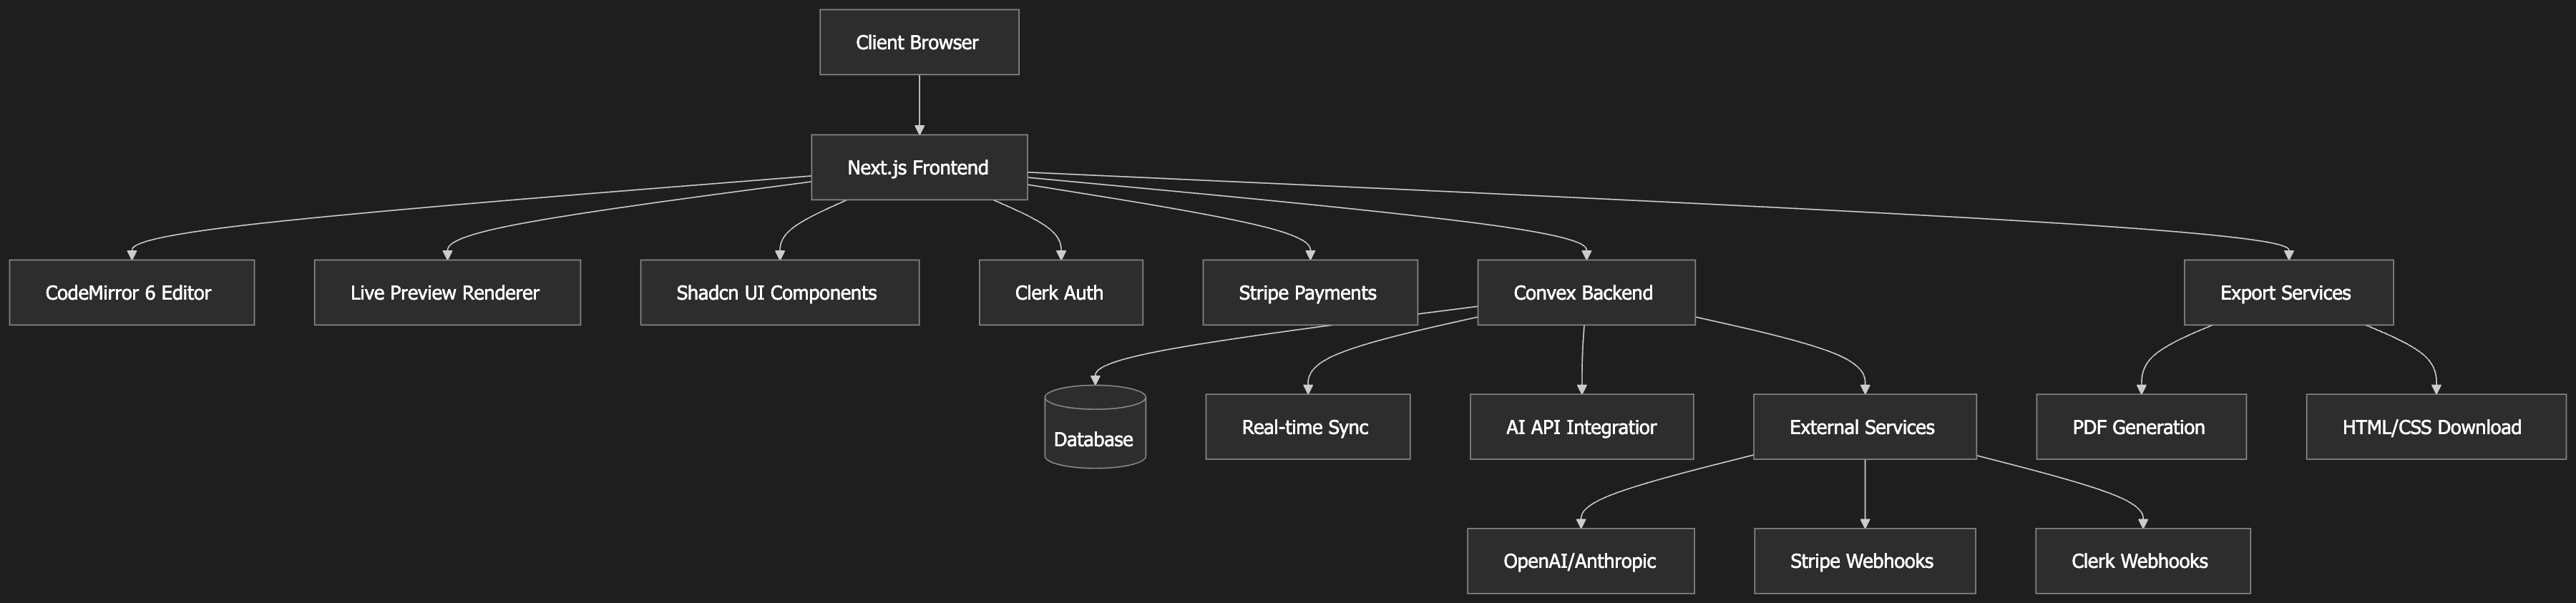 Client Browser
Next.js Frontend
CodeMirror 6 Editor
Live Preview Renderer
Shadcn UI Components
Clerk Auth
Stripe Payments
Convex Backend
Export Services
Database
Real-time Sync
AI API Integratior
External Services
PDF Generation
HTML/CSS Download
OpenAI/Anthropic
Stripe Webhooks
Clerk Webhooks